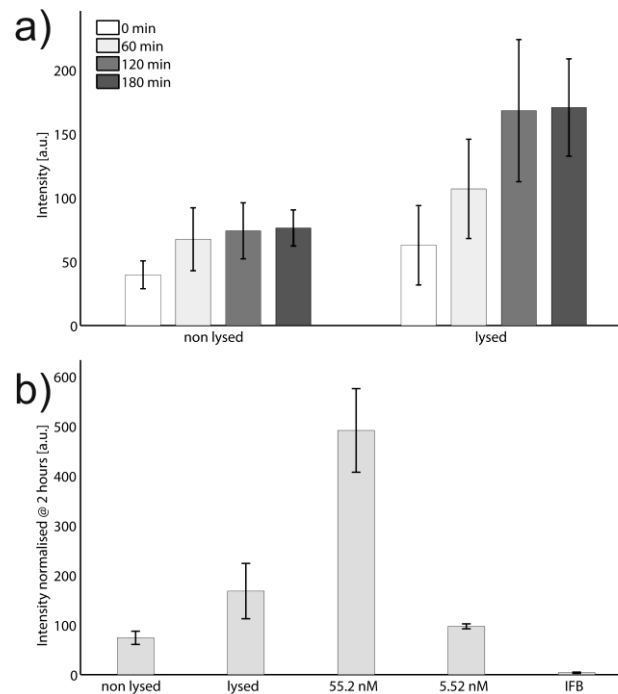 a)
0 min
60 min
120 min
180 min
200
150
100
50
0
Intensity [a.u.]
non lysed
lysed
b)
600
500
400
300
200
100
0
Intensity normalised @ 2 hours [a.u.]
non lysed
lysed
55.2 nM
5.52 nM
IFB